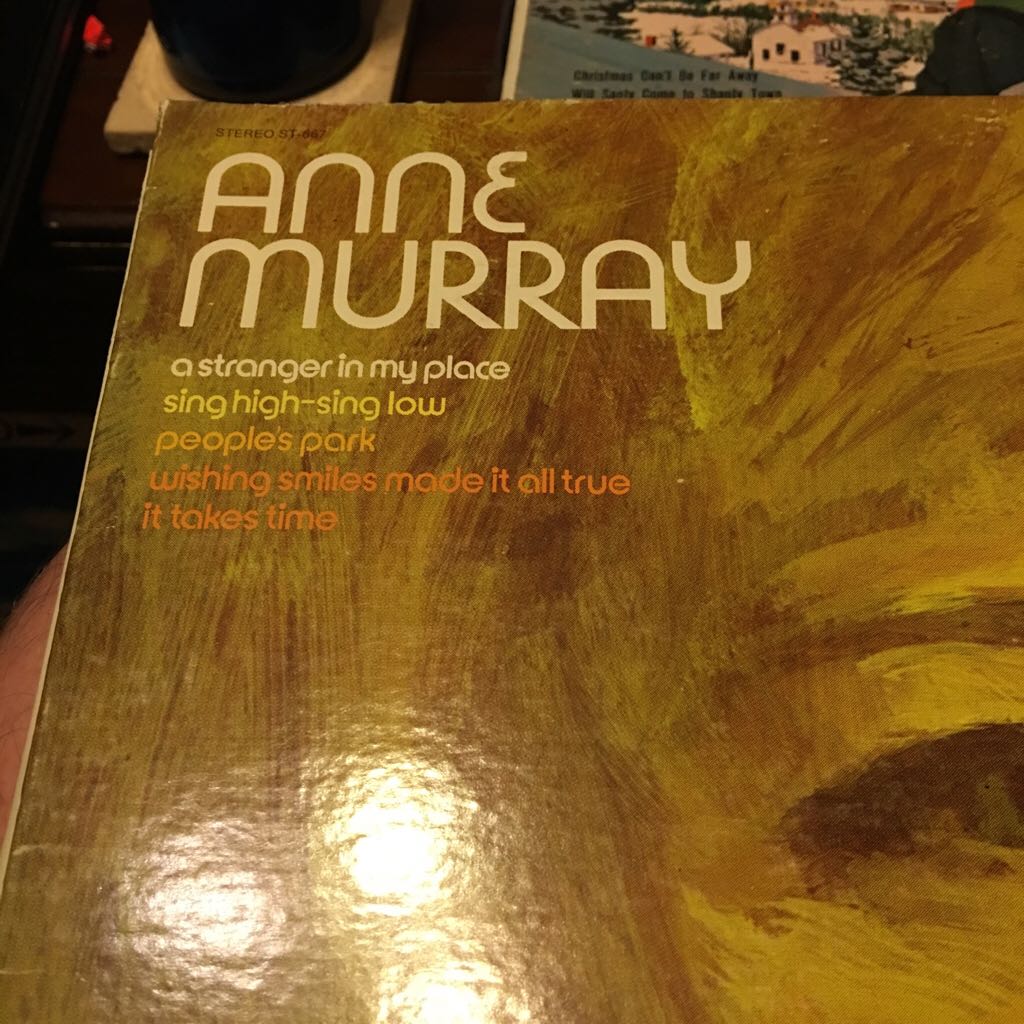 Christmas Can't Be Far Away
Will Santy Come to Shanty Town
STEREO ST-667
ANNE
MURRAY
a stranger in my place
sing high-sing low
people's park
wishing smiles made it all true
it takes time